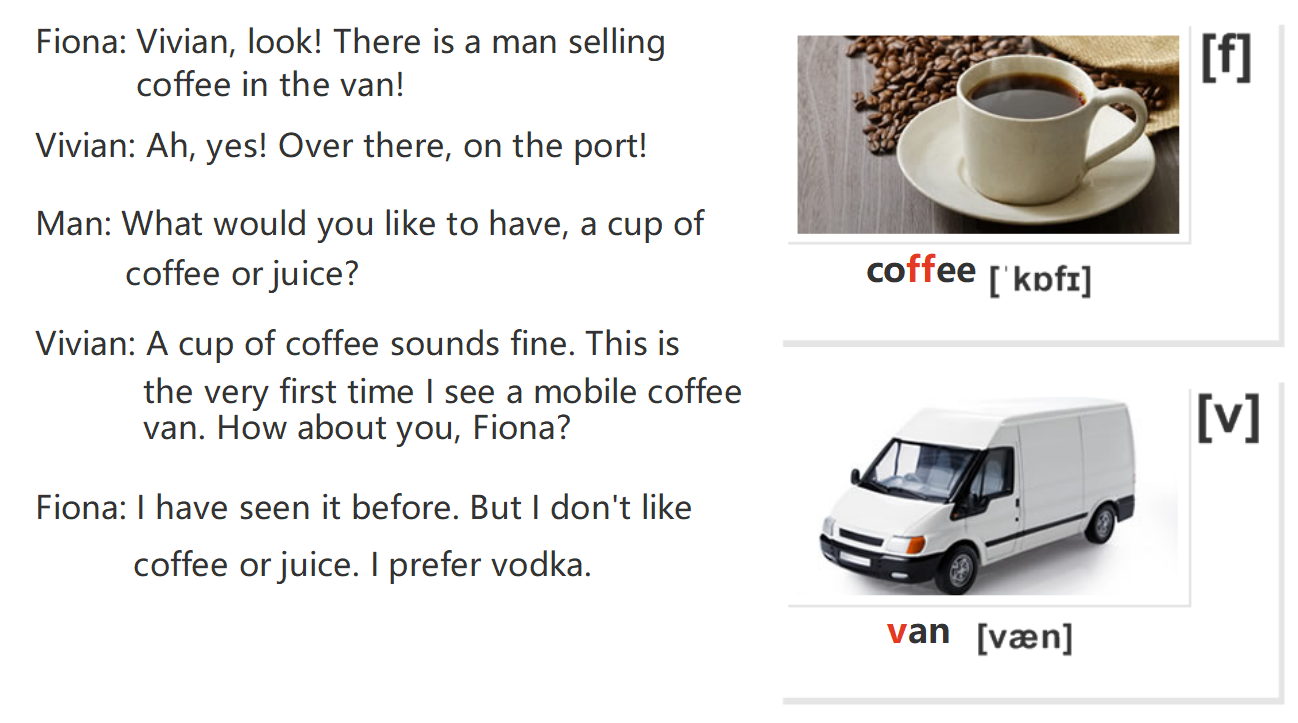 Fiona: Vivian, look! There is a man selling
coffee in the van!
Vivian: Ah, yes! Over there, on the port!
Man: What would you like to have, a cup of
coffee or juice?
Vivian: A cup of coffee sounds fine. This is
the very first time I see a mobile coffee
van. How about you, Fiona?
Fiona: I have seen it before. But I don't like
coffee or juice. I prefer vodka.
[f]
coffee [ˈkɒfɪ]
[v]
van [væn]